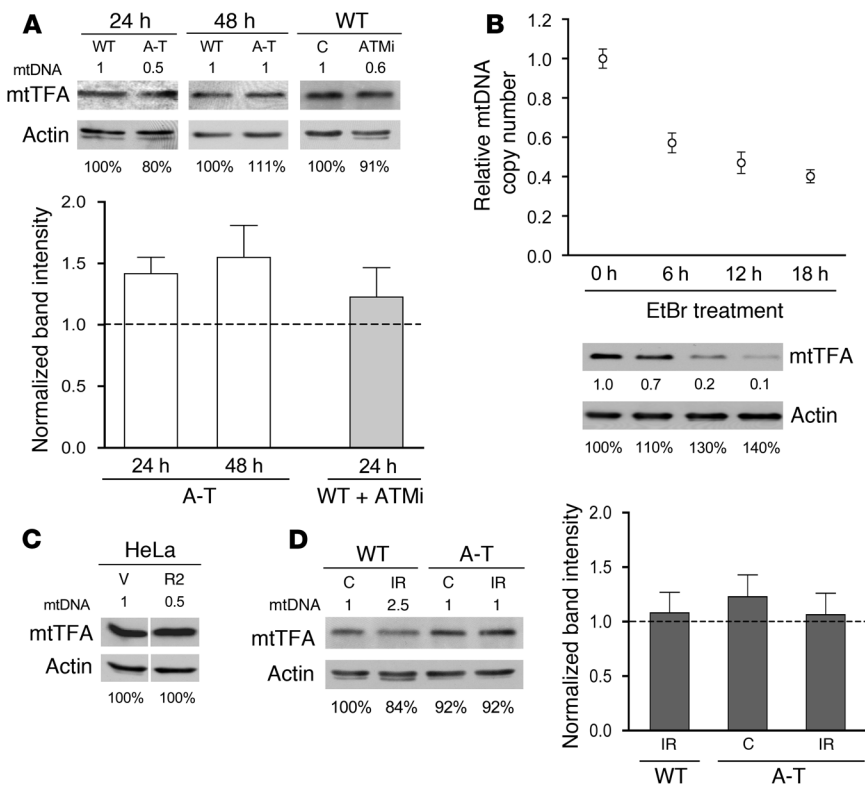 A
24 h 48 h WT
WT A-T WT A-T C ATMi
mtDNA 1 0.5 1 1 1 0.6
mtTFA
Actin
100% 80% 100% 111% 100% 91%
Normalized band intensity
2.0
1.5
1.0
0.5
0.0
24 h 48 h 24 h
A-T WT + ATMi
B
Relative mtDNA
copy number
1.2
1.0
0.8
0.6
0.4
0.2
0.0
0 h 6 h 12 h 18 h
EtBr treatment
mtTFA
1.0 0.7 0.2 0.1
Actin
100% 110% 130% 140%
C
HeLa
V R2
mtDNA 1 0.5
mtTFA
Actin
100% 100%
D
WT A-T
C IR C IR
mtDNA 1 2.5 1 1
mtTFA
Actin
100% 84% 92% 92%
Normalized band intensity
2.0
1.5
1.0
0.5
0.0
IR C IR
WT A-T